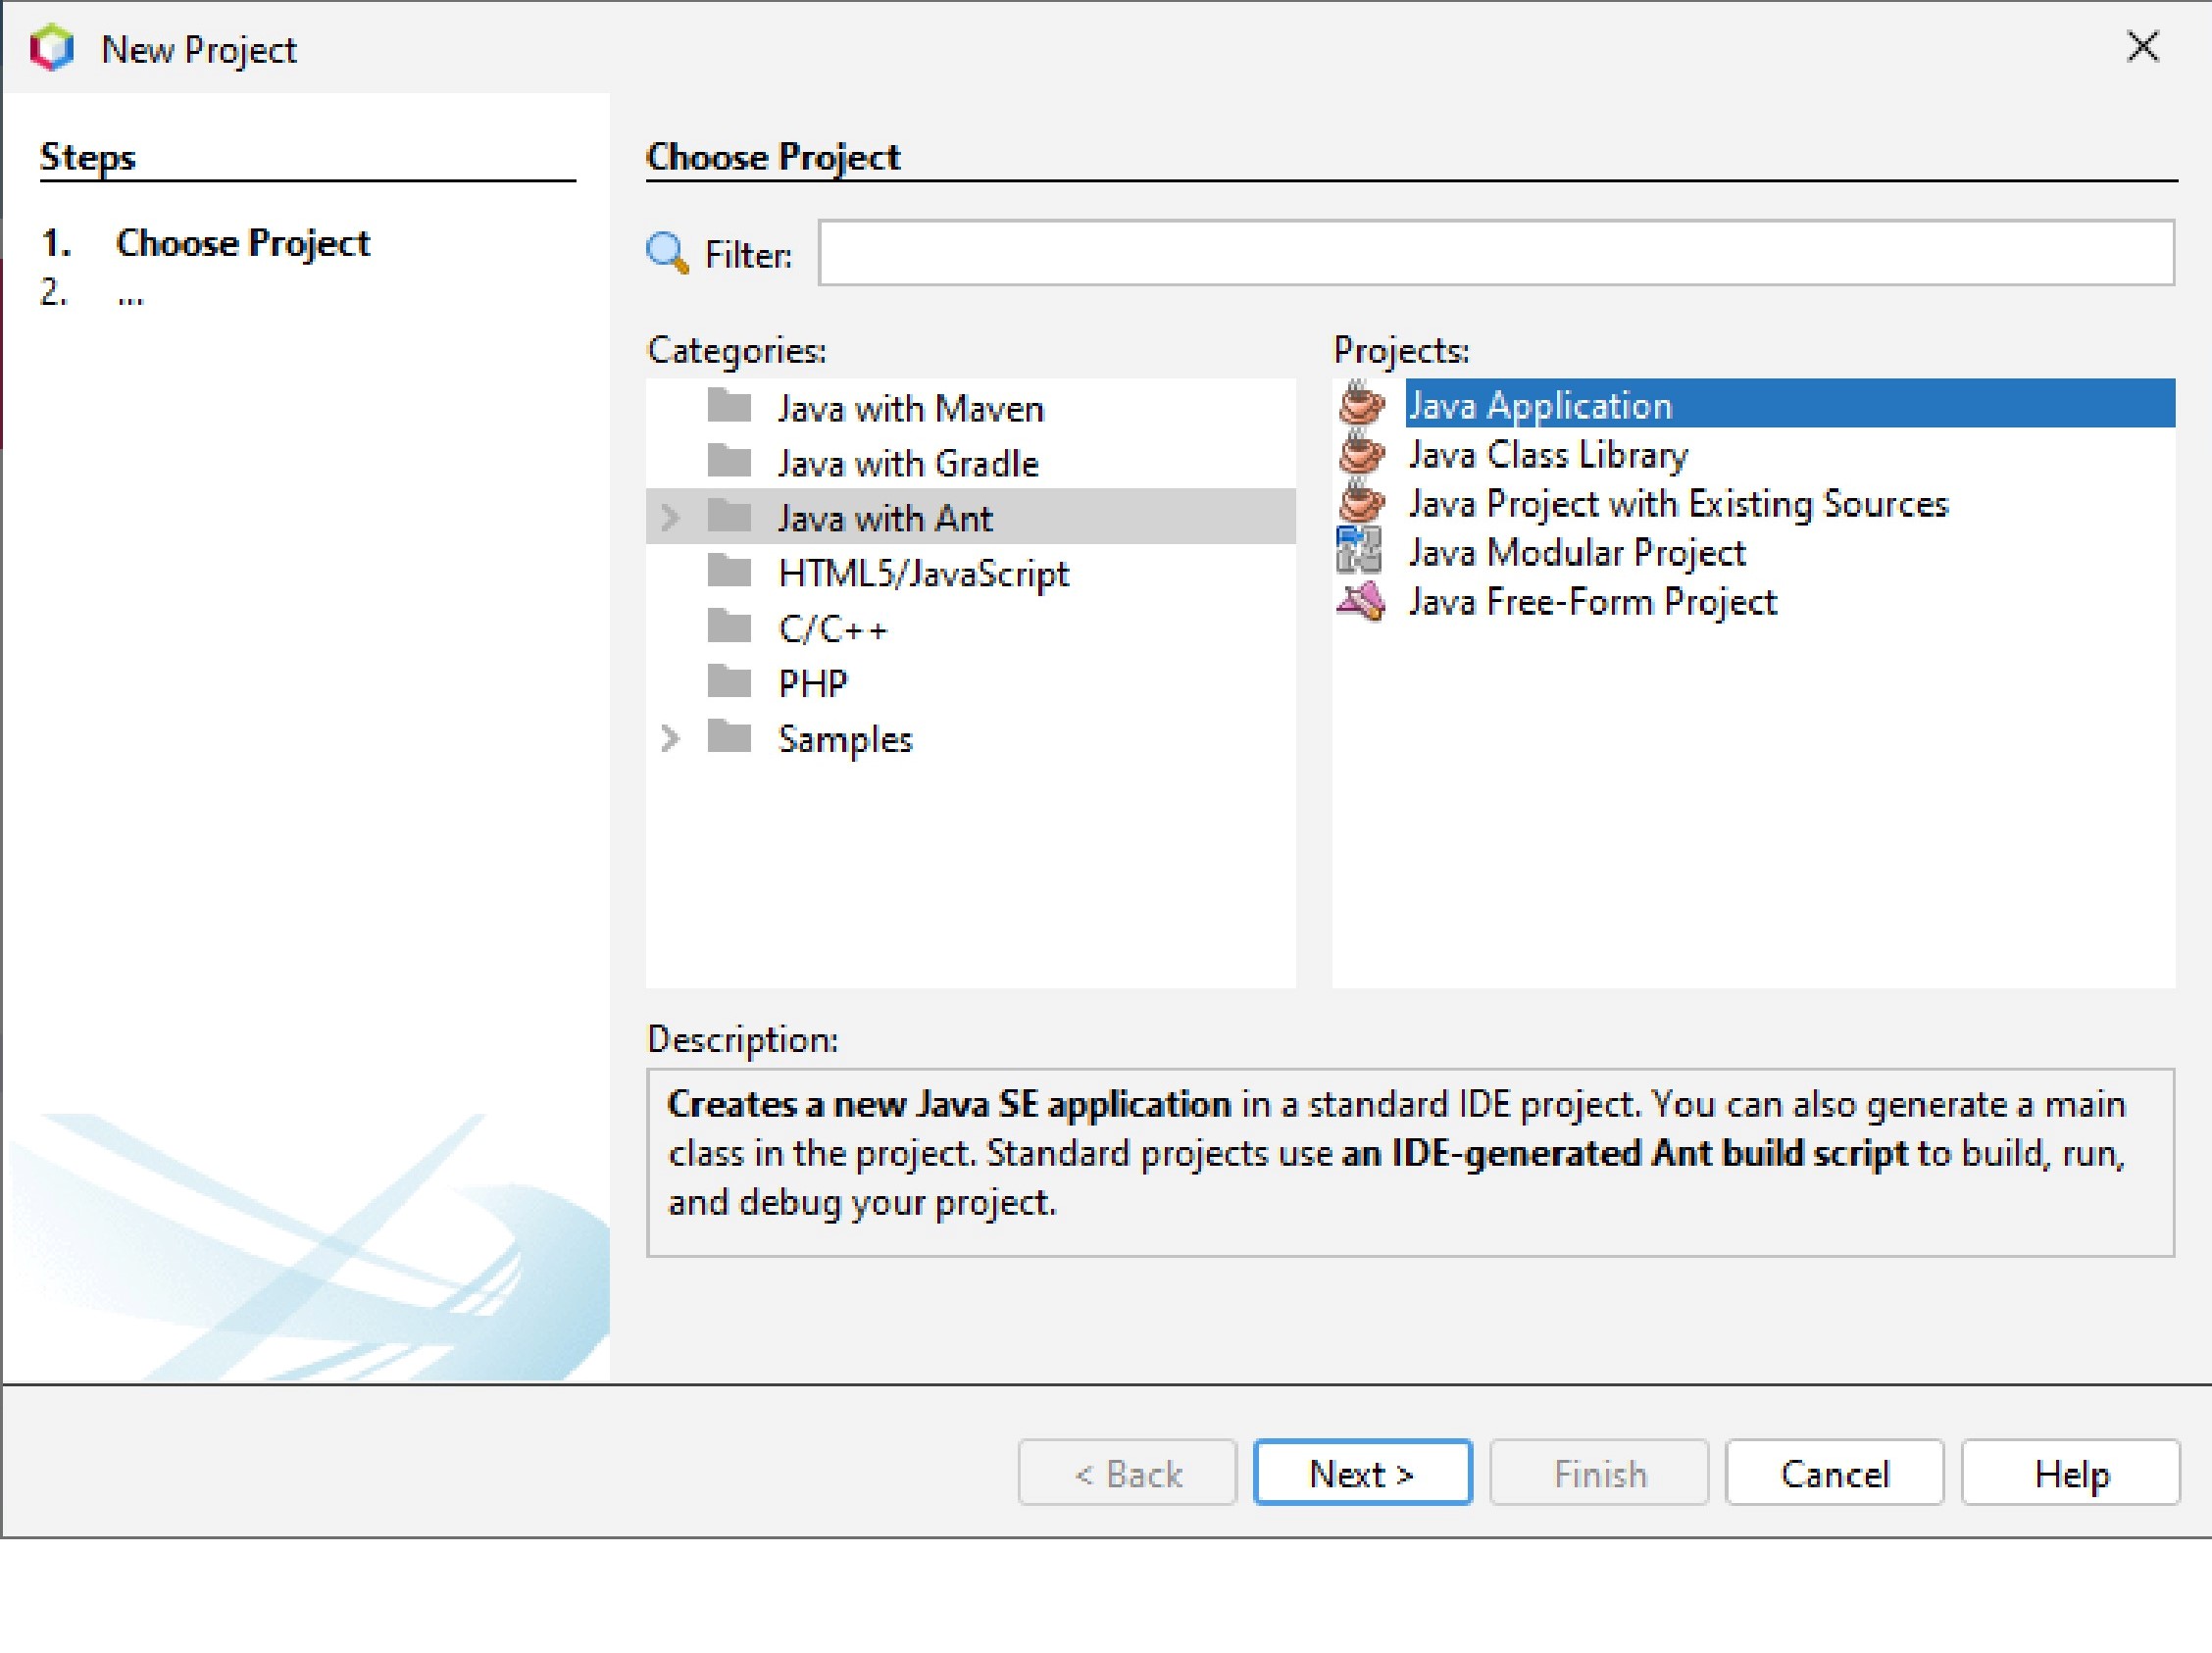 New Project
Steps
1. Choose Project
2. ...
Choose Project
Filter:
Categories:
Java with Maven
Java with Gradle
Java with Ant
HTML5/JavaScript
C/C++
PHP
Samples
Projects:
Java Application
Java Class Library
Java Project with Existing Sources
Java Modular Project
Java Free-Form Project
Description:
Creates a new Java SE application in a standard IDE project. You can also generate a main
class in the project. Standard projects use an IDE-generated Ant build script to build, run,
and debug your project.
< Back
Next >
Finish
Cancel
Help